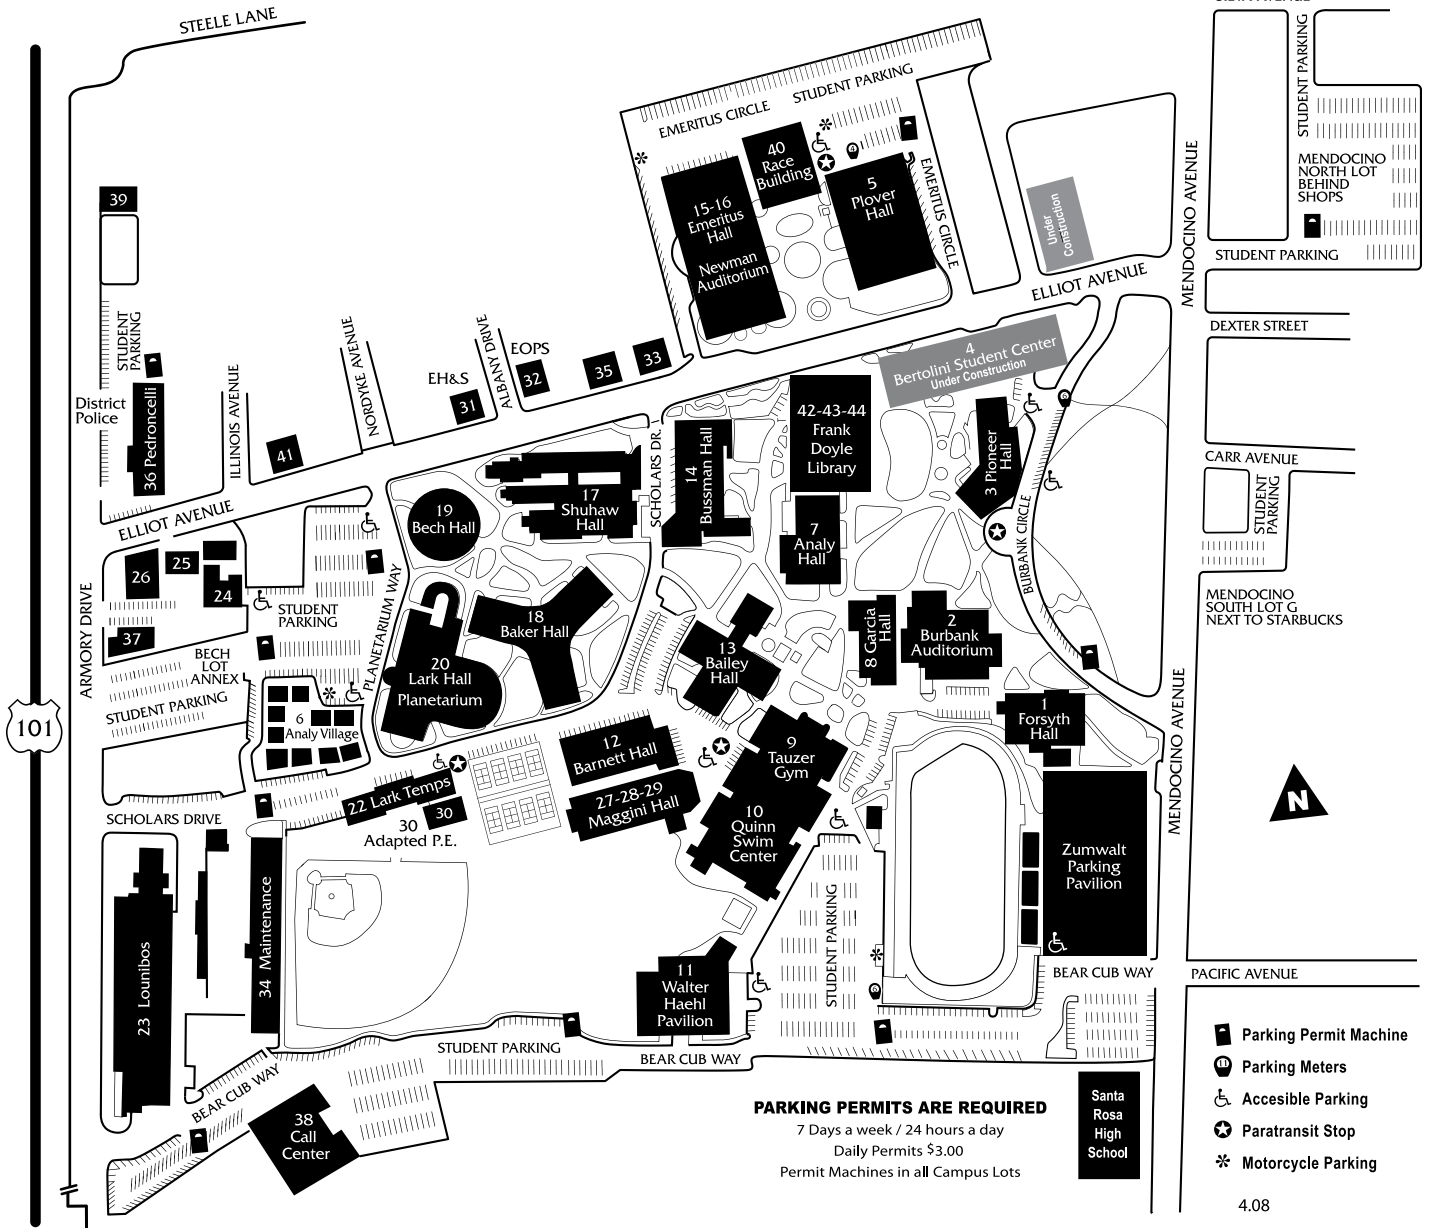 STEELE LANE
STUDENT PARKING
EMERITUS CIRCLE
STUDENT PARKING
40
Race
Building
15-16
Emeritus
Hall
Newman
Auditorium
5
Plover
Hall
EMERITUS CIRCLE
Under
Construction
MENDOCINO AVENUE
MENDOCINO
NORTH LOT
BEHIND
SHOPS
STUDENT PARKING
ELLIOT AVENUE
DEXTER STREET
39
STUDENT
PARKING
District
Police
36 Pedroncelli
ILLINOIS AVENUE
41
NORDYKE AVENUE
EH&S
31
ALBANY DRIVE
EOPS
32
35
33
4
Bertolini Student Center
Under Construction
42-43-44
Frank
Doyle
Library
3 Pioneer
Hall
CARR AVENUE
STUDENT
PARKING
ELLIOT AVENUE
SCHOLARS DR.
14
Bussman Hall
17
Shuhaw
Hall
19
Bech Hall
7
Analy
Hall
BURBANK CIRCLE
MENDOCINO
SOUTH LOT G
NEXT TO STARBUCKS
26
25
24
37
ARMORY DRIVE
STUDENT
PARKING
PLANETARIUM WAY
BECH
LOT
ANNEX
STUDENT PARKING
18
Baker Hall
20
Lark Hall
Planetarium
13
Bailey
Hall
8 Garcia
Hall
2
Burbank
Auditorium
1
Forsyth
Hall
MENDOCINO AVENUE
101
6
Analy Village
12
Barnett Hall
9
Tauzer
Gym
22 Lark Temps
30
30
Adapted P.E.
27-28-29
Maggini Hall
10
Quinn
Swim
Center
N
SCHOLARS DRIVE
Zumwalt
Parking
Pavilion
STUDENT PARKING
34 Maintenance
23 Lounibos
11
Walter
Haehl
Pavilion
BEAR CUB WAY
PACIFIC AVENUE
STUDENT PARKING
BEAR CUB WAY
BEAR CUB WAY
38
Call
Center
PARKING PERMITS ARE REQUIRED
7 Days a week / 24 hours a day
Daily Permits $3.00
Permit Machines in all Campus Lots
Santa
Rosa
High
School
Parking Permit Machine
Parking Meters
Accesible Parking
Paratransit Stop
Motorcycle Parking
4.08